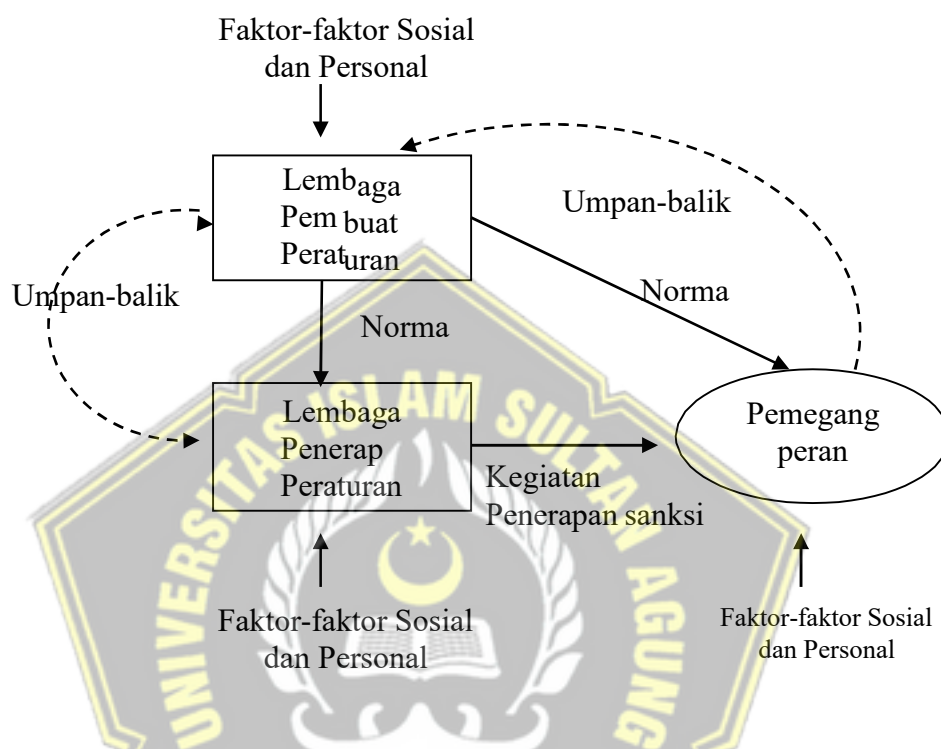 Faktor-faktor Sosial
dan Personal
Lembaga
Pembuat
Peraturan
Umpan-balik
Umpan-balik
Norma
Norma
Lembaga
Penerap
Peraturan
Pemegang
peran
Kegiatan
Penerapan sanksi
Faktor-faktor Sosial
dan Personal
Faktor-faktor Sosial
dan Personal
UNIVERSITAS ISLAM SULTAN AGUNG